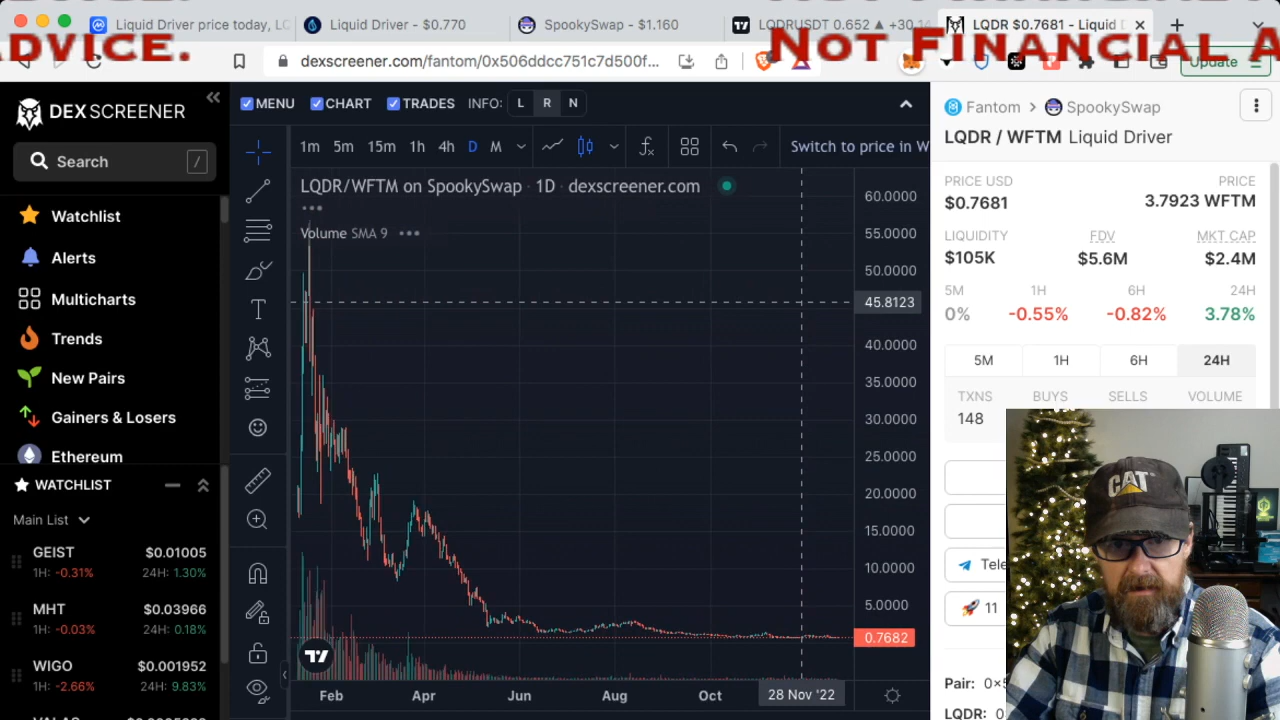 Liquid Driver price today, LQ
Liquid Driver - $0.770
SpookySwap - $1.160
LQDRUSDT 0.652 ▲ +30.1
LQDR $0.7681 - Liquid D
ADVICE.
NOT FINANCIAL A
dexscreener.com/fantom/0x506ddcc751c7d500f...
Update
DEX SCREENER
Search /
Watchlist
Alerts
Multicharts
Trends
New Pairs
Gainers & Losers
Ethereum
WATCHLIST
Main List
GEIST $0.01005
1H: -0.31% 24H: 1.30%
MHT $0.03966
1H: -0.03% 24H: 0.18%
WIGO $0.001952
1H: -2.66% 24H: 9.83%
MENU CHART TRADES INFO: L R N
1m 5m 15m 1h 4h D M
Switch to price in W
LQDR/WFTM on SpookySwap · 1D · dexscreener.com
Volume SMA 9
60.0000
55.0000
50.0000
45.8123
40.0000
35.0000
30.0000
25.0000
20.0000
15.0000
10.0000
5.0000
0.7682
Feb Apr Jun Aug Oct 28 Nov '22
Fantom > SpookySwap
LQDR / WFTM Liquid Driver
PRICE USD PRICE
$0.7681 3.7923 WFTM
LIQUIDITY FDV MKT CAP
$105K $5.6M $2.4M
5M 1H 6H 24H
0% -0.55% -0.82% 3.78%
5M 1H 6H 24H
TXNS BUYS SELLS VOLUME
148
Tele
11
Pair: 0x5
LQDR: 0
CAT